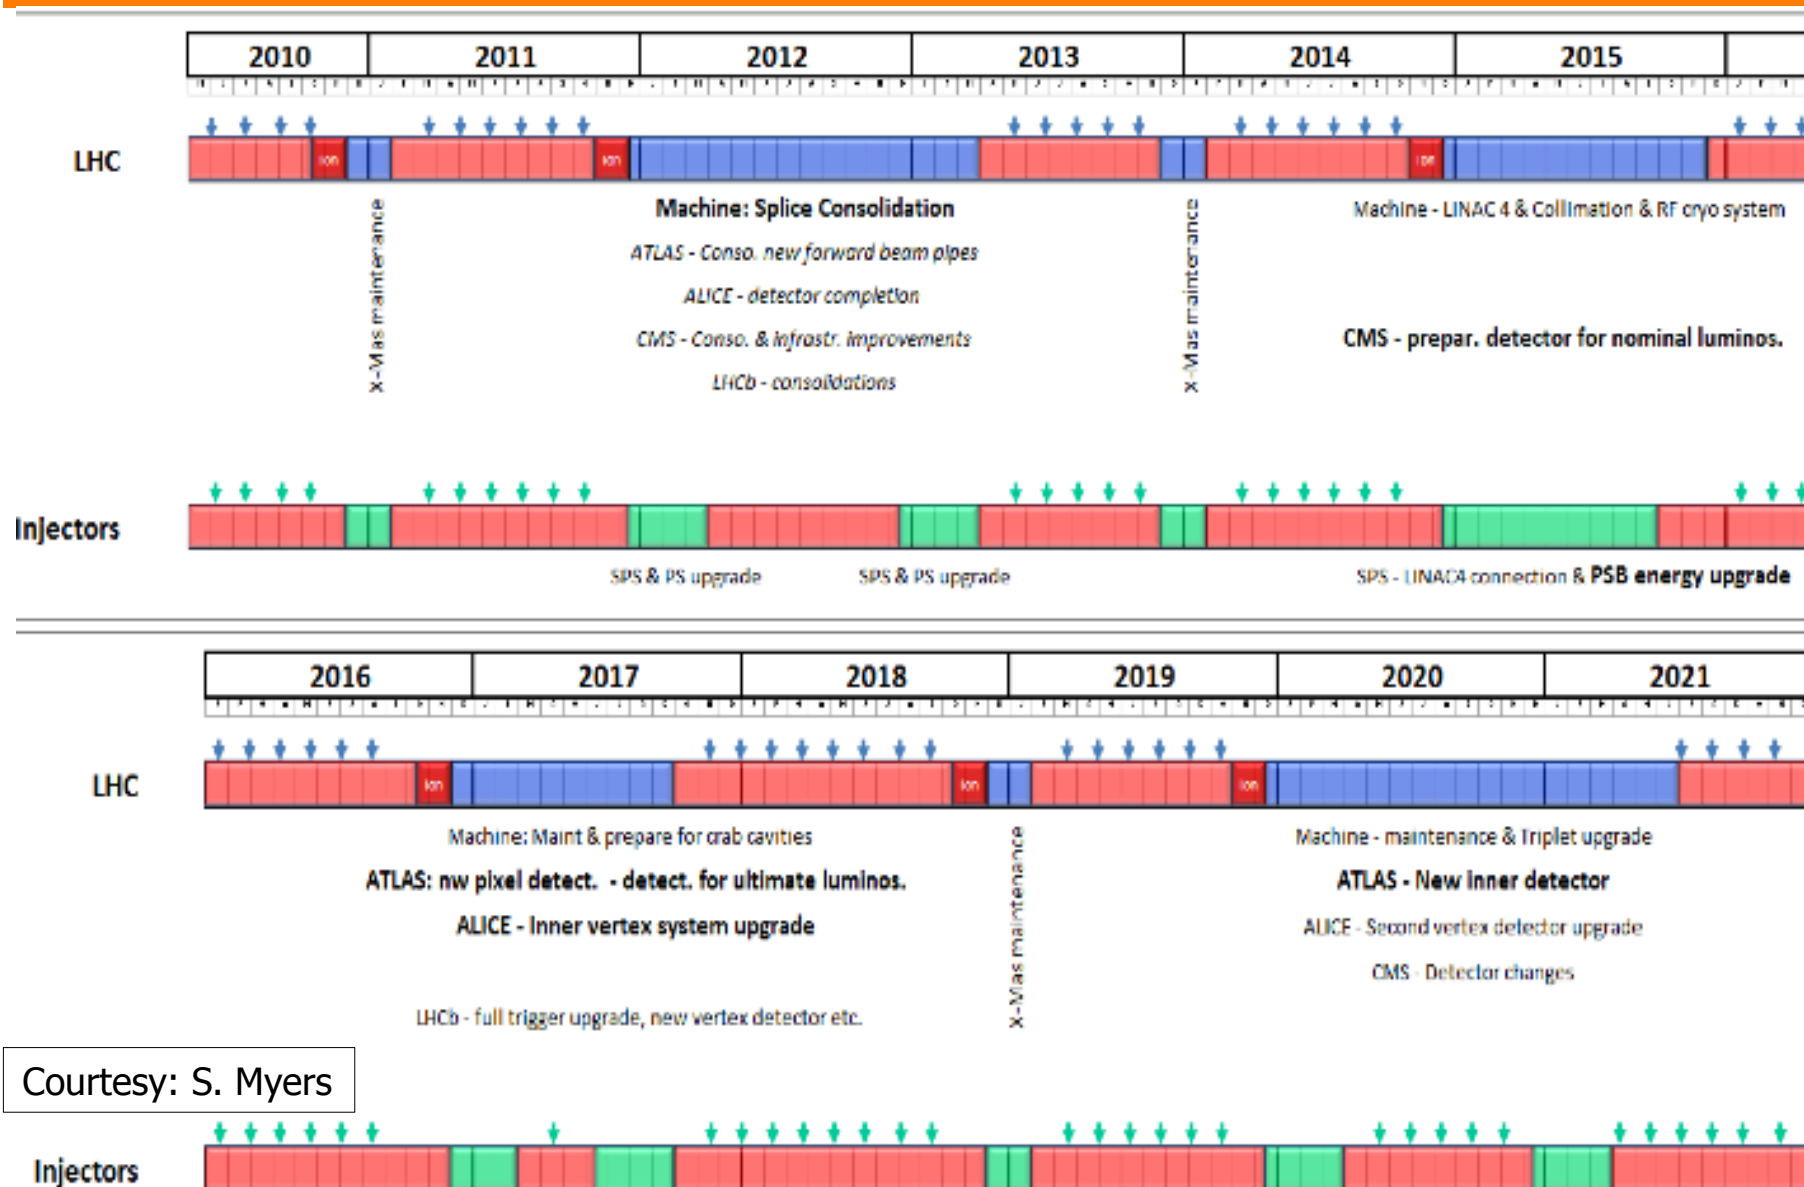 2010 2011 2012 2013 2014 2015
LHC
Ion
Ion
Ion
x-Mas maintenance
Machine: Splice Consolidation
ATLAS - Conso. new forward beam pipes
ALICE - detector completion
CMS - Conso. & infrastr. improvements
LHCb - consolidations
x-Mas maintenance
Machine - LINAC 4 & Collimation & RF cryo system
CMS - prepar. detector for nominal luminos.
Injectors
SPS & PS upgrade
SPS & PS upgrade
SPS - LINAC4 connection & PSB energy upgrade
2016 2017 2018 2019 2020 2021
LHC
Ion
Ion
Ion
Machine: Maint & prepare for crab cavities
ATLAS: nw pixel detect. - detect. for ultimate luminos.
ALICE - Inner vertex system upgrade
LHCb - full trigger upgrade, new vertex detector etc.
X-Mas maintenance
Machine - maintenance & Triplet upgrade
ATLAS - New inner detector
ALICE - Second vertex detector upgrade
CMS - Detector changes
Courtesy: S. Myers
Injectors